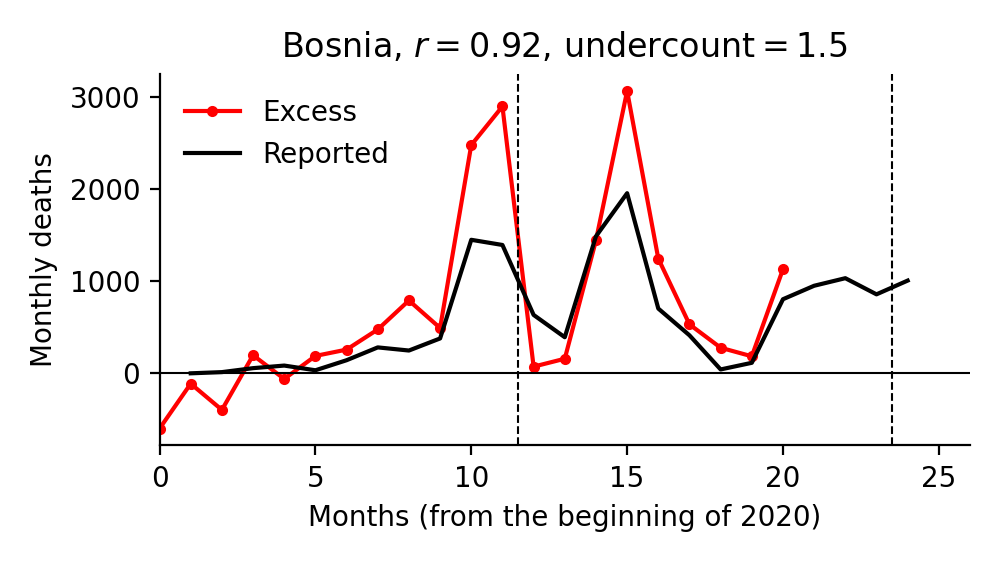 Bosnia, r = 0.92, undercount = 1.5
3000
2000
1000
0
Monthly deaths
Excess
Reported
0 5 10 15 20 25
Months (from the beginning of 2020)